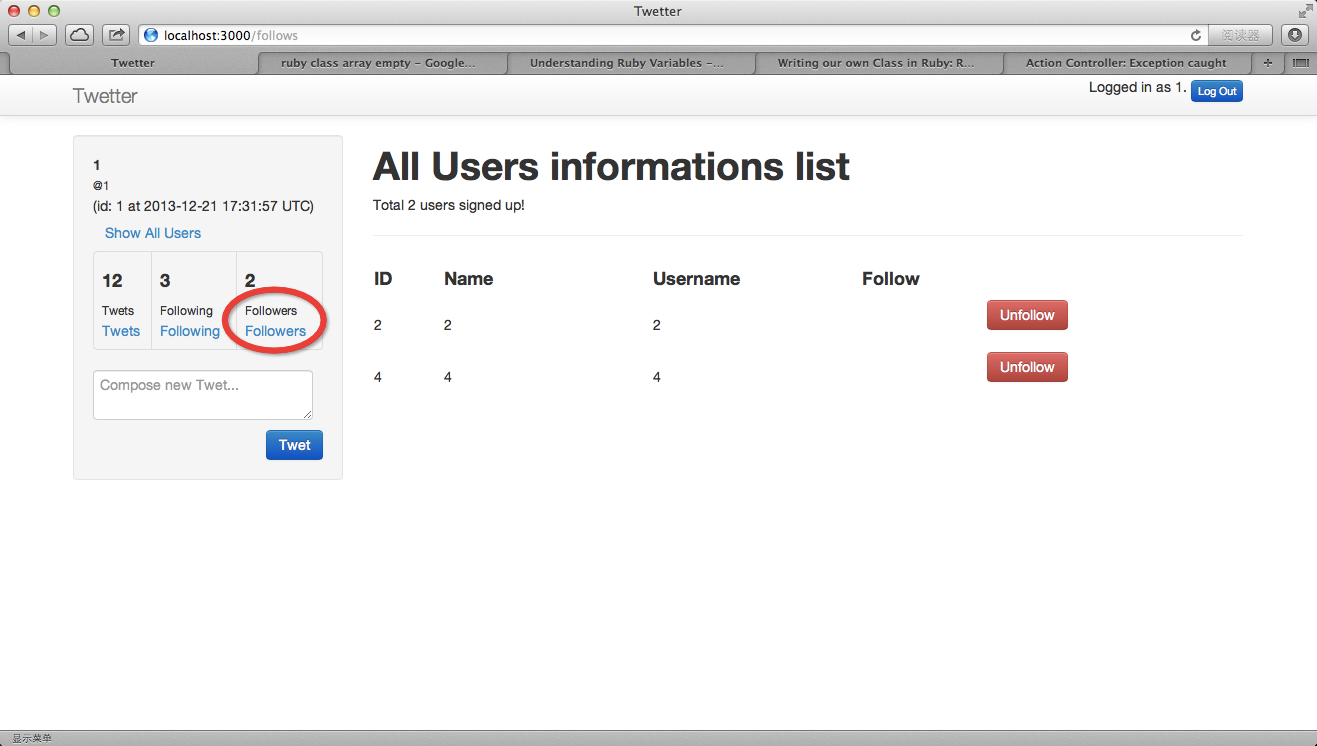 Twetter
localhost:3000/follows
阅读器
Twetter
ruby class array empty – Google...
Understanding Ruby Variables –...
Writing our own Class in Ruby: R...
Action Controller: Exception caught
Twetter
Logged in as 1. Log Out
1
@1
(id: 1 at 2013-12-21 17:31:57 UTC)
Show All Users
12 3 2
Twets Following Followers
Twets Following Followers
Compose new Twet...
Twet
All Users informations list
Total 2 users signed up!
ID Name Username Follow
2 2 2 Unfollow
4 4 4 Unfollow
显示菜单